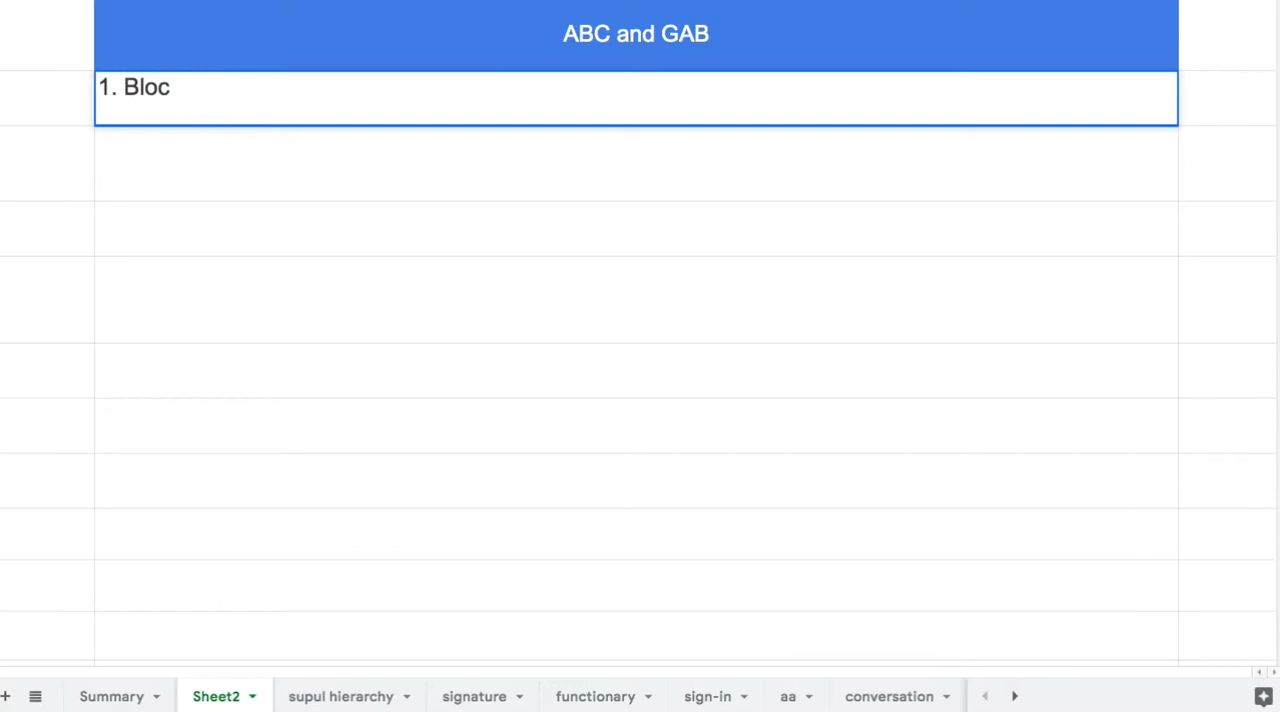 ABC and GAB
1. Bloc
Summary Sheet2 supul hierarchy signature functionary sign-in aa conversation